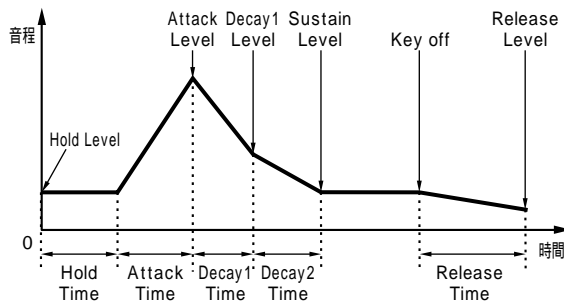 音程
Attack Level
Decay1 Level
Sustain Level
Key off
Release Level
Hold Level
0
時間
Hold Time
Attack Time
Decay1 Time
Decay2 Time
Release Time